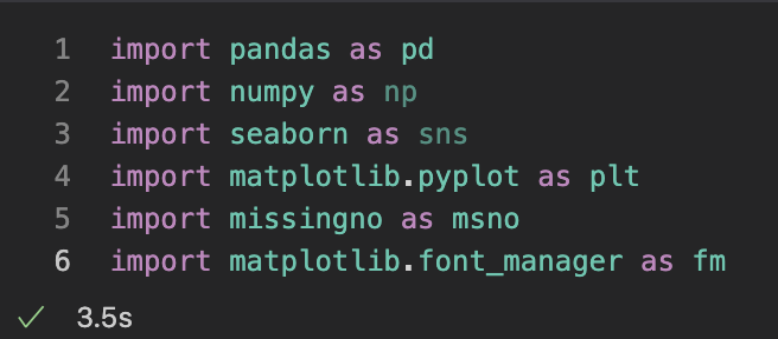 1 import pandas as pd
2 import numpy as np
3 import seaborn as sns
4 import matplotlib.pyplot as plt
5 import missingno as msno
6 import matplotlib.font_manager as fm
✓ 3.5s